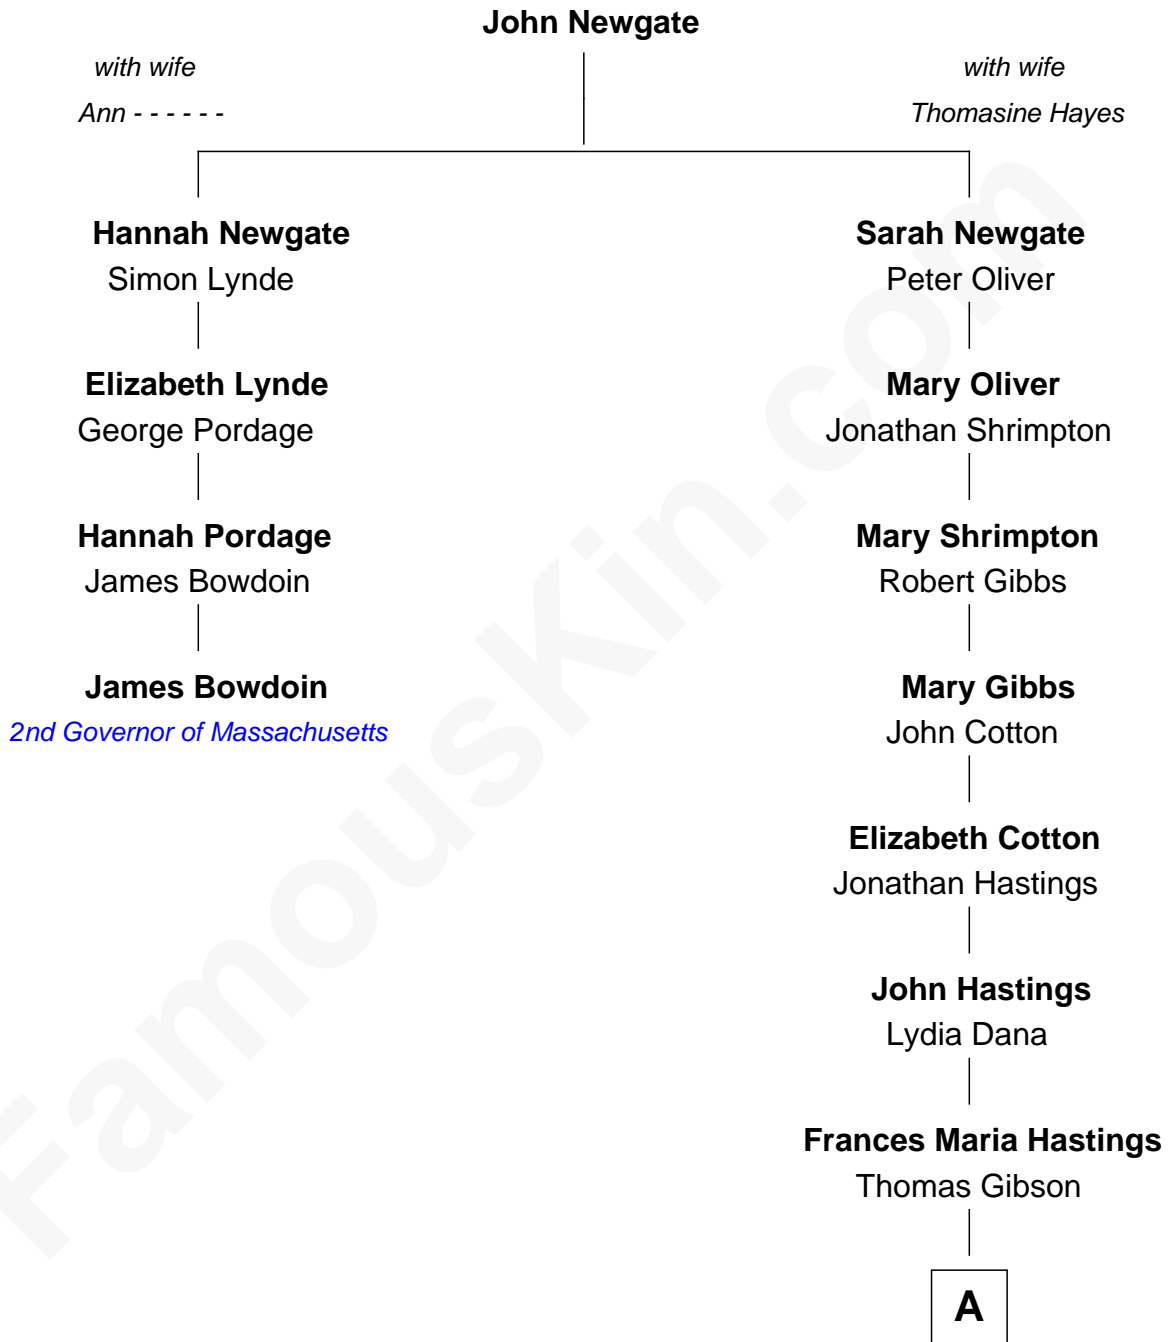 John Newgate
with wife
Ann - - - - - -
with wife
Thomasine Hayes
Hannah Newgate
Simon Lynde
Sarah Newgate
Peter Oliver
Elizabeth Lynde
George Pordage
Mary Oliver
Jonathan Shrimpton
Hannah Pordage
James Bowdoin
Mary Shrimpton
Robert Gibbs
James Bowdoin
2nd Governor of Massachusetts
Mary Gibbs
John Cotton
Elizabeth Cotton
Jonathan Hastings
John Hastings
Lydia Dana
Frances Maria Hastings
Thomas Gibson
A
FamousKin.com